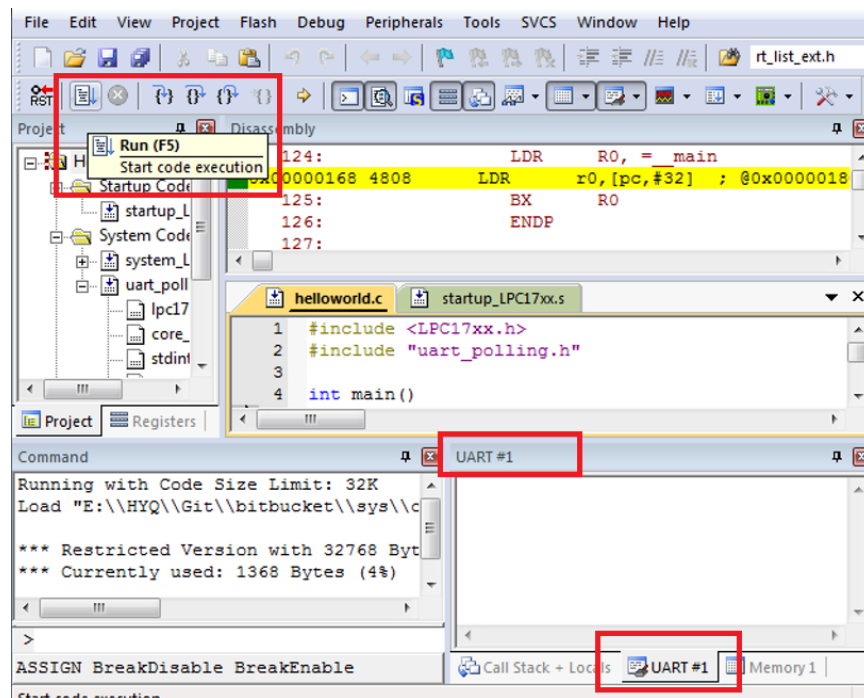 File Edit View Project Flash Debug Peripherals Tools SVCS Window Help
rt_list_ext.h
RST
Project
Run (F5)
Start code execution
Startup Code
startup_L
System Code
system_L
uart_poll
lpc17
core_
stdint
Project Registers
Disassembly
124: LDR R0, =__main
0x00000168 4808 LDR r0,[pc,#32] ; @0x0000018
125: BX R0
126: ENDP
127:
helloworld.c startup_LPC17xx.s
1 #include <LPC17xx.h>
2 #include "uart_polling.h"
3
4 int main()
Command
Running with Code Size Limit: 32K
Load "E:\\HYQ\\Git\\bitbucket\\sys\\c
*** Restricted Version with 32768 Byt
*** Currently used: 1368 Bytes (4%)
>
ASSIGN BreakDisable BreakEnable
UART #1
Call Stack + Locals UART #1 Memory 1
Start code execution